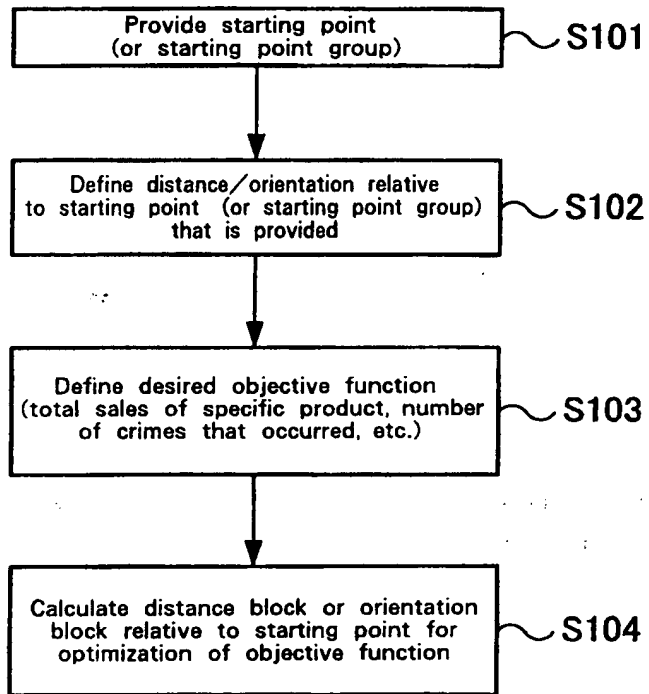 Provide starting point
(or starting point group)
S101
Define distance/orientation relative
to starting point (or starting point group)
that is provided
S102
Define desired objective function
(total sales of specific product, number
of crimes that occurred, etc.)
S103
Calculate distance block or orientation
block relative to starting point for
optimization of objective function
S104